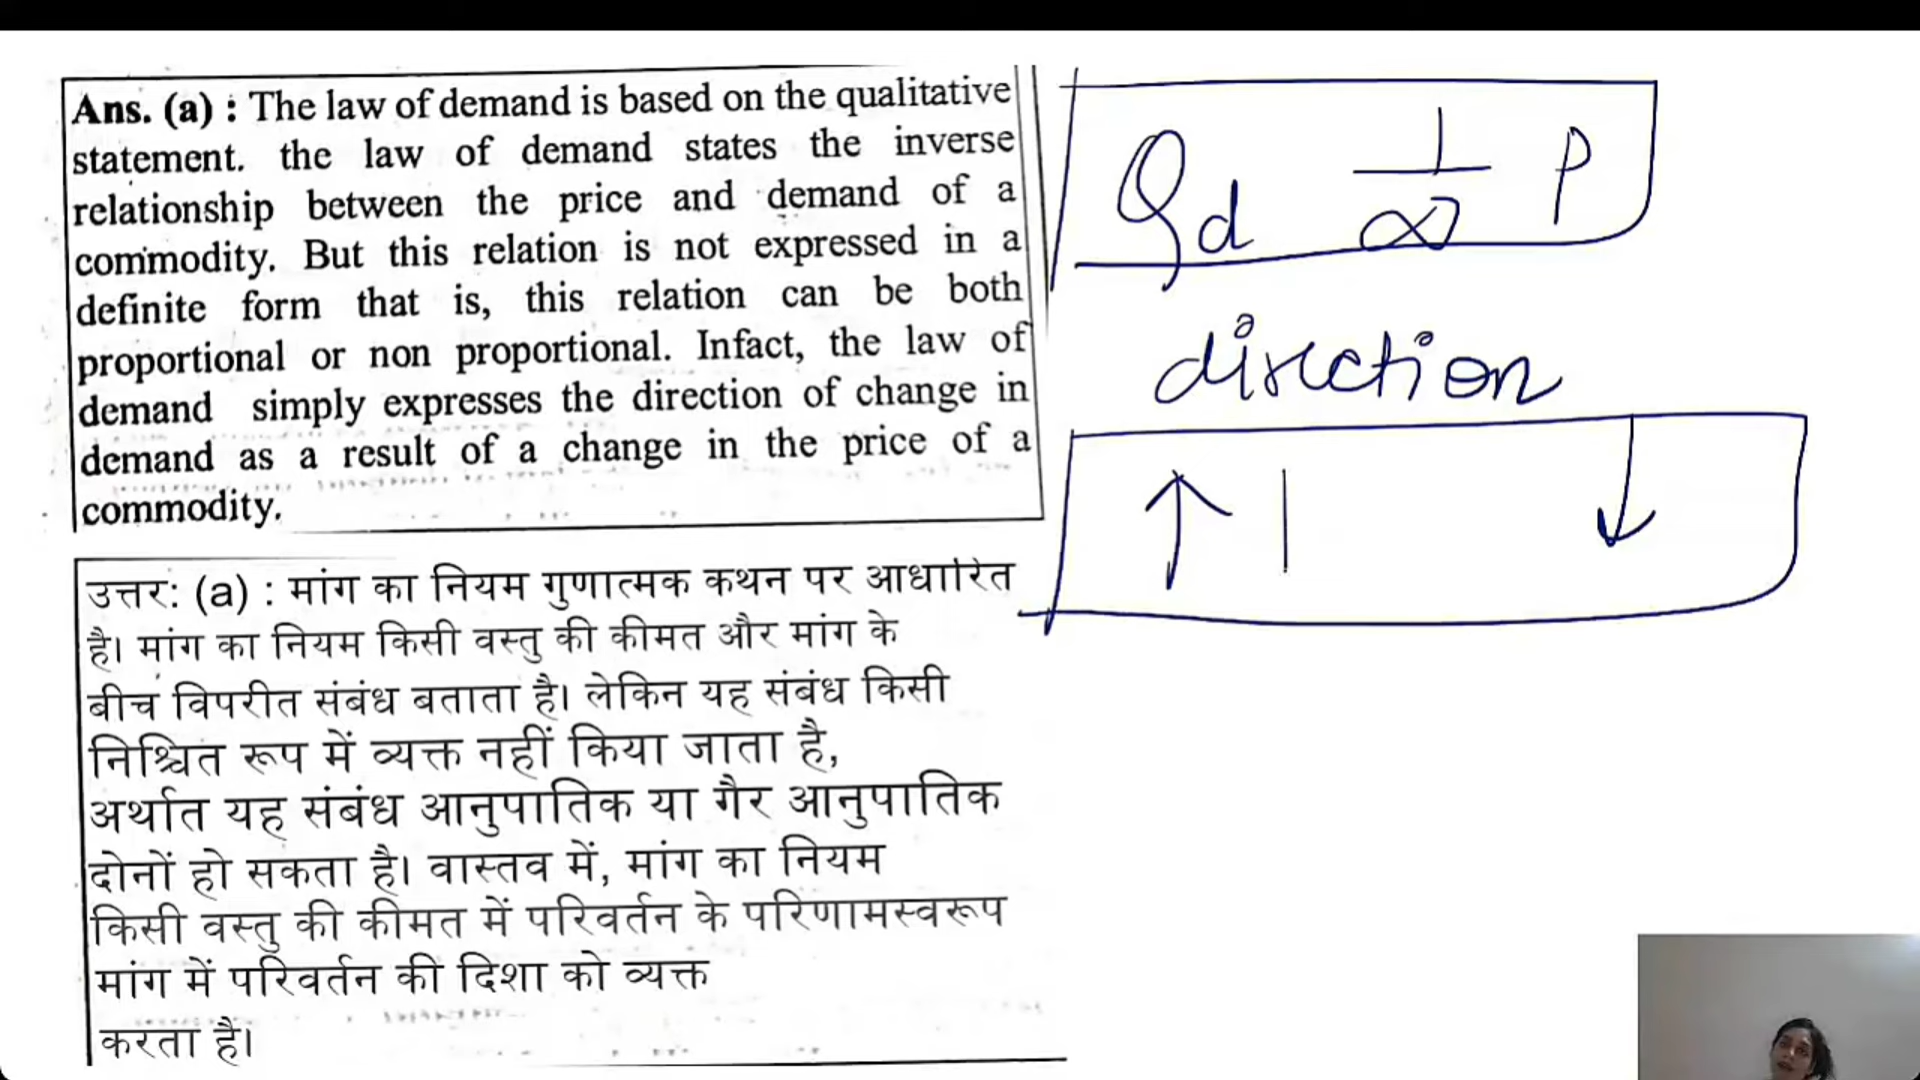 Ans. (a) : The law of demand is based on the qualitative
statement. the law of demand states the inverse
relationship between the price and demand of a
commodity. But this relation is not expressed in a
definite form that is, this relation can be both
proportional or non proportional. Infact, the law of
demand simply expresses the direction of change in
demand as a result of a change in the price of a
commodity.
उत्तर: (a) : मांग का नियम गुणात्मक कथन पर आधारित
है। मांग का नियम किसी वस्तु की कीमत और मांग के
बीच विपरीत संबंध बताता है। लेकिन यह संबंध किसी
निश्चित रूप में व्यक्त नहीं किया जाता है,
अर्थात यह संबंध आनुपातिक या गैर आनुपातिक
दोनों हो सकता है। वास्तव में, मांग का नियम
किसी वस्तु की कीमत में परिवर्तन के परिणामस्वरूप
मांग में परिवर्तन की दिशा को व्यक्त
करता है।
Qd 1/∝ P
direction
↑ | ↓